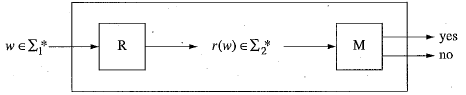 w ∈ Σ₁* R r(w) ∈ Σ₂* M yes
no